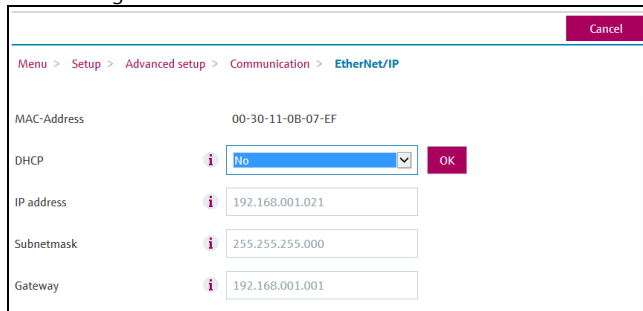 Cancel
Menu > Setup > Advanced setup > Communication > EtherNet/IP
MAC-Address 00-30-11-0B-07-EF
DHCP i No OK
IP address i 192.168.001.021
Subnetmask i 255.255.255.000
Gateway i 192.168.001.001